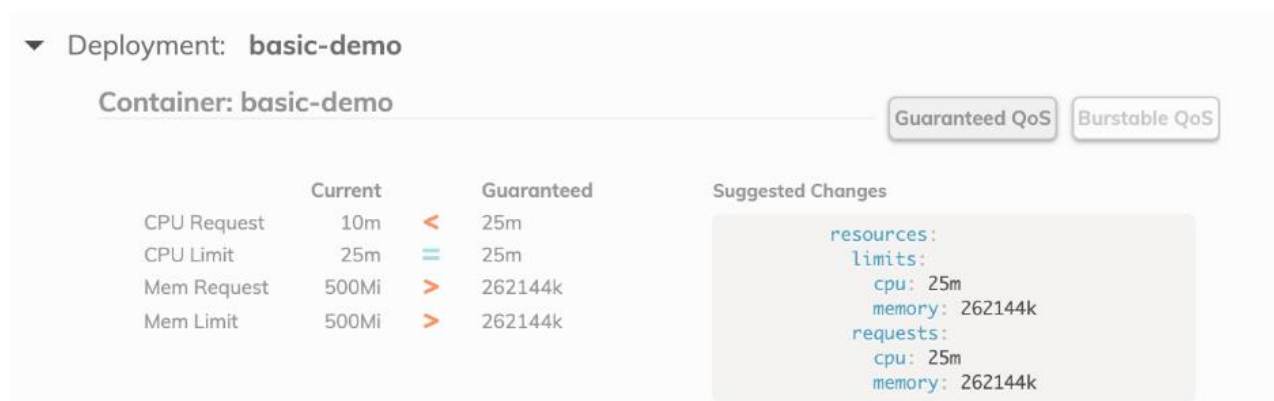 Deployment: basic-demo
Container: basic-demo
Guaranteed QoS Burstable QoS
Current Guaranteed
CPU Request 10m < 25m
CPU Limit 25m = 25m
Mem Request 500Mi > 262144k
Mem Limit 500Mi > 262144k
Suggested Changes
resources:
limits:
cpu: 25m
memory: 262144k
requests:
cpu: 25m
memory: 262144k